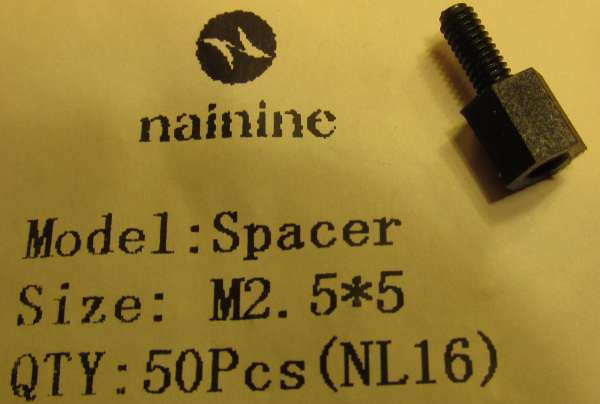 nainine
Model:Spacer
Size: M2.5*5
QTY:50Pcs(NL16)